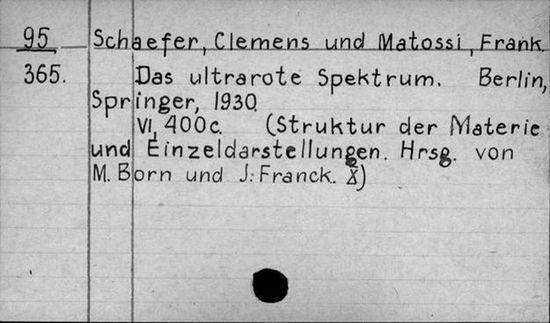 95 Schaefer, Clemens und Matossi, Frank.
365. Das ultrarote Spektrum. Berlin,
Springer, 1930.
VI, 400c. (Struktur der Materie
und Einzeldarstellungen. Hrsg. von
M. Born und J. Franck. X)